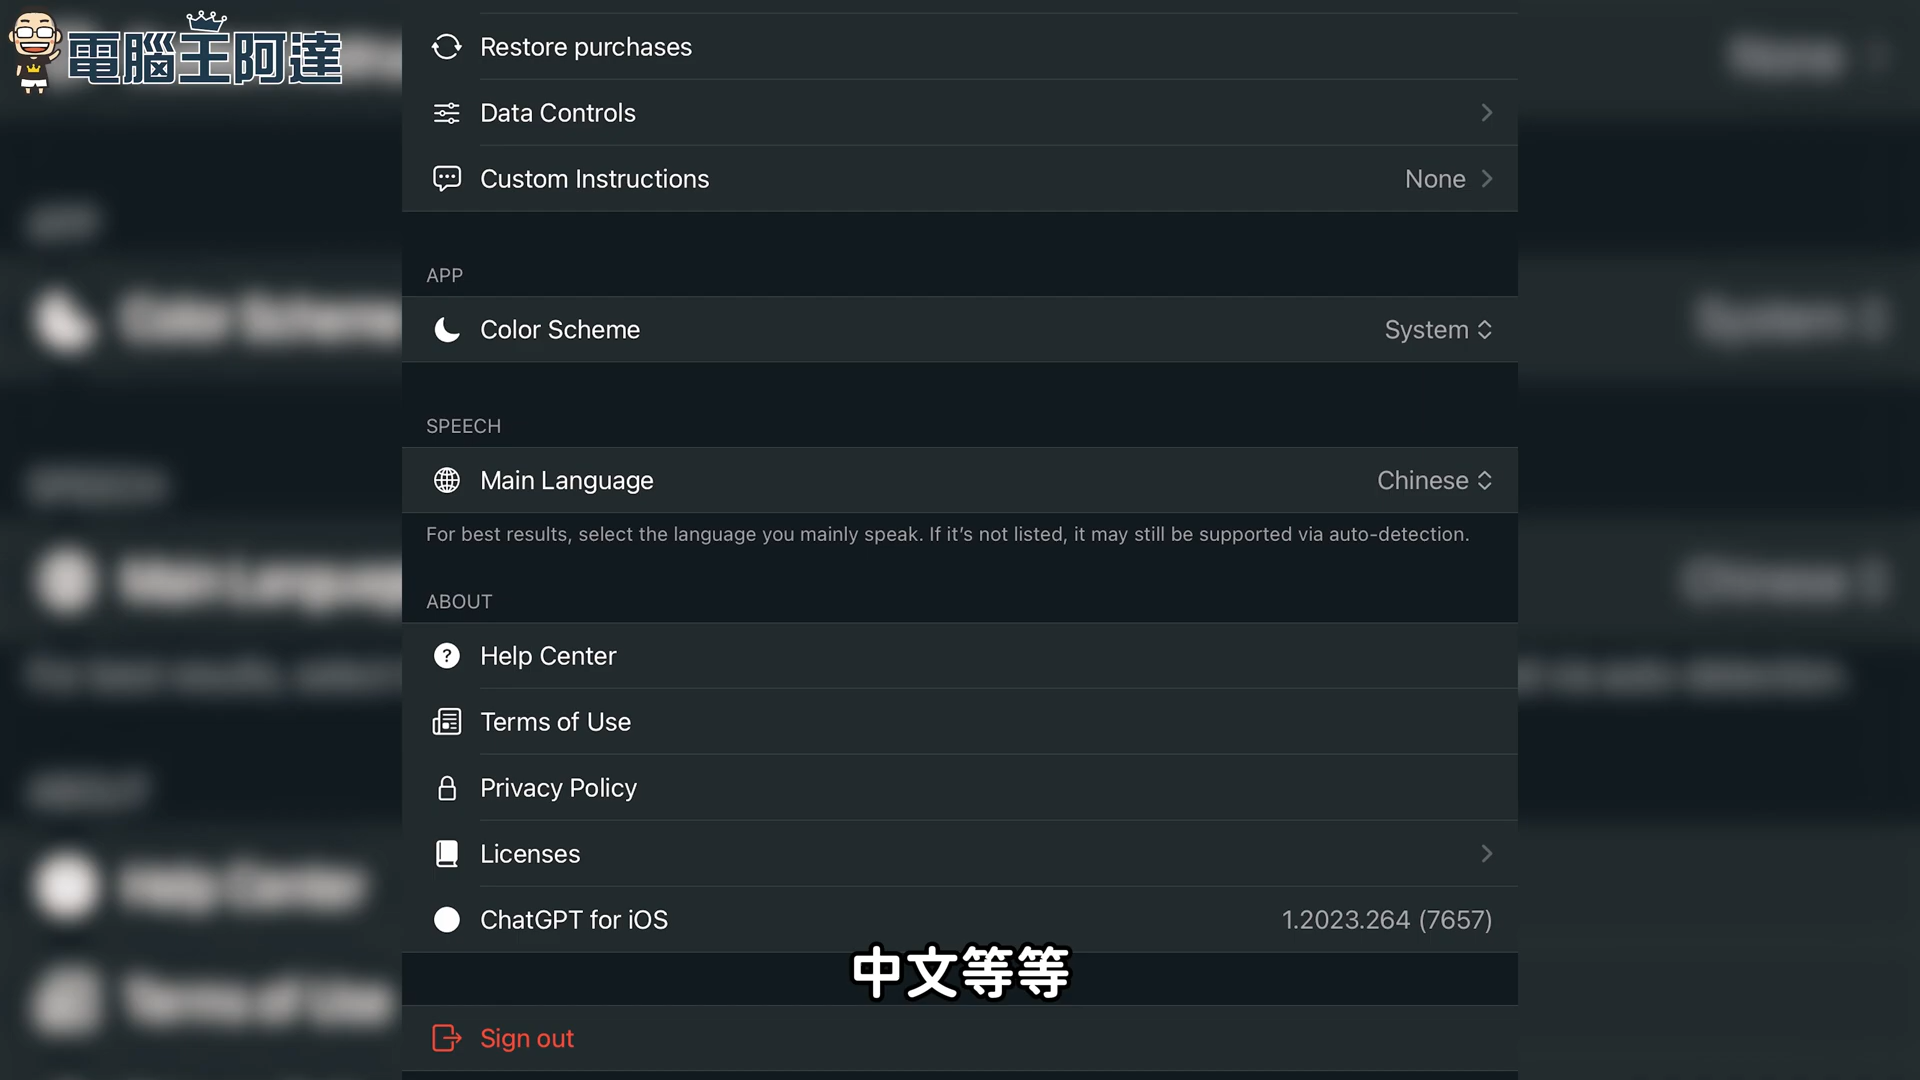 電腦王阿達
Restore purchases
Data Controls
Custom Instructions None
APP
Color Scheme System
SPEECH
Main Language Chinese
For best results, select the language you mainly speak. If it’s not listed, it may still be supported via auto-detection.
ABOUT
Help Center
Terms of Use
Privacy Policy
Licenses
ChatGPT for iOS 1.2023.264 (7657)
中文等等
Sign out